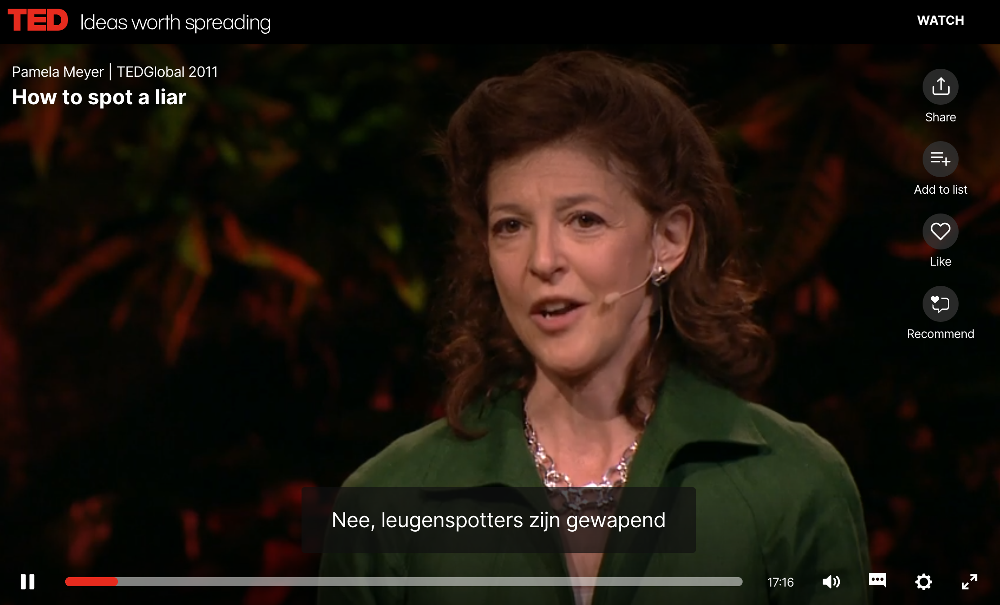 TED Ideas worth spreading
WATCH
Pamela Meyer | TEDGlobal 2011
How to spot a liar
Share
Add to list
Like
Recommend
Nee, leugenspotters zijn gewapend
17:16